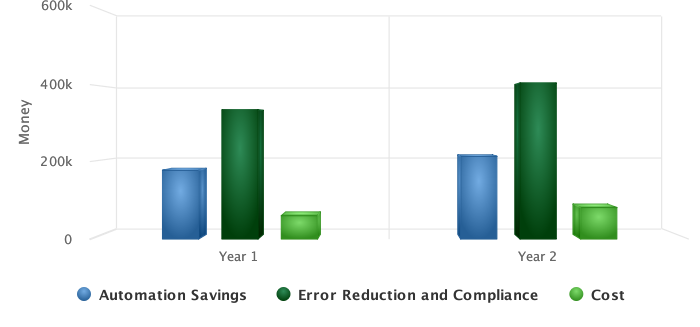 600k
400k
Money
200k
0
Year 1 Year 2
Automation Savings Error Reduction and Compliance Cost